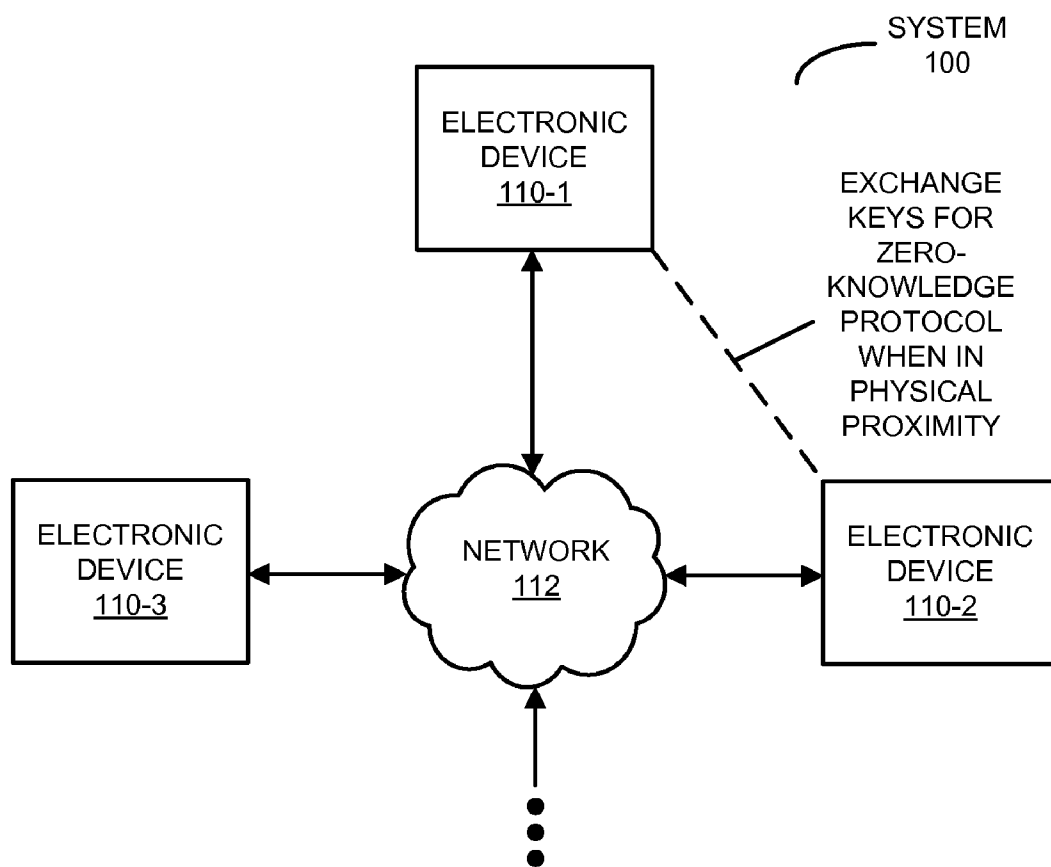 SYSTEM
100
ELECTRONIC
DEVICE
110-1
EXCHANGE
KEYS FOR
ZERO-
KNOWLEDGE
PROTOCOL
WHEN IN
PHYSICAL
PROXIMITY
ELECTRONIC
DEVICE
110-3
NETWORK
112
ELECTRONIC
DEVICE
110-2